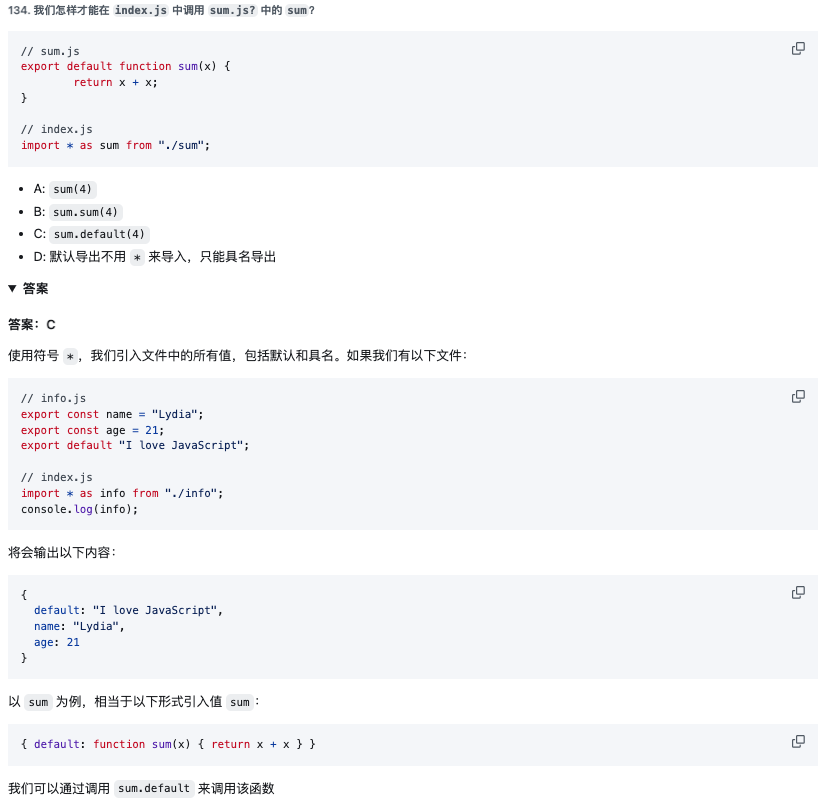 134. 我们怎样才能在 index.js 中调用 sum.js? 中的 sum?
// sum.js
export default function sum(x) {
        return x + x;
}

// index.js
import * as sum from "./sum";
• A: sum(4)
• B: sum.sum(4)
• C: sum.default(4)
• D: 默认导出不用 * 来导入，只能具名导出
▼ 答案
答案：C
使用符号 *，我们引入文件中的所有值，包括默认和具名。如果我们有以下文件：
// info.js
export const name = "Lydia";
export const age = 21;
export default "I love JavaScript";

// index.js
import * as info from "./info";
console.log(info);
将会输出以下内容：
{
  default: "I love JavaScript",
  name: "Lydia",
  age: 21
}
以 sum 为例，相当于以下形式引入值 sum：
{ default: function sum(x) { return x + x } }
我们可以通过调用 sum.default 来调用该函数